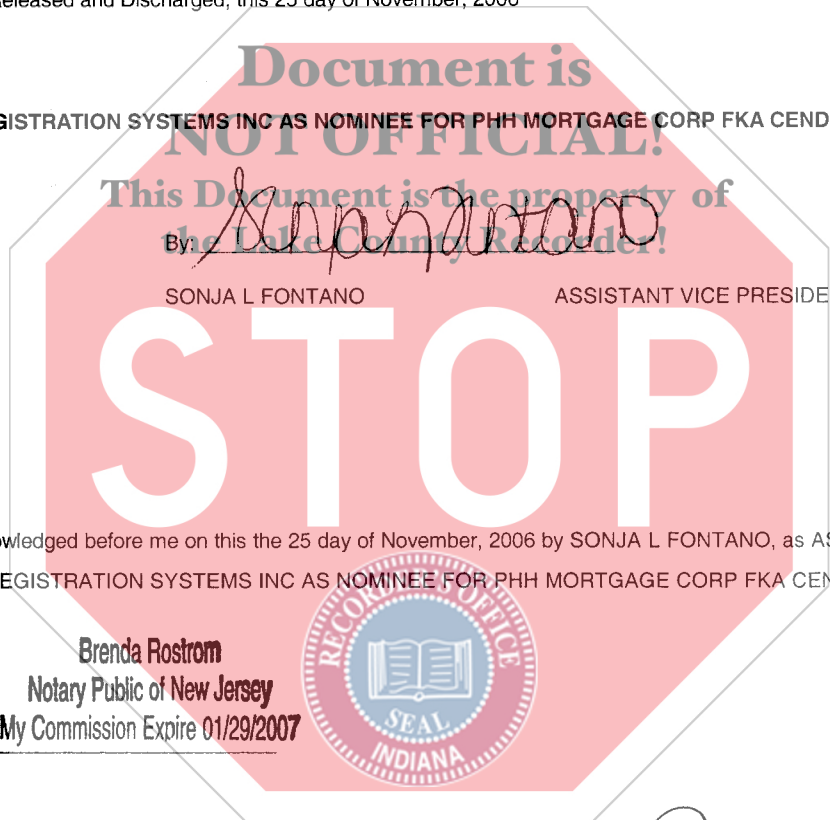 eleased and Discharged, this 25 day of November, 2006
Document is
GISTRATION SYSTEMS INC AS NOMINEE FOR PHH MORTGAGE CORP FKA CEND
NOT OFFICIAL!
This Document is the property of
the Lake County Recorder!
By:
SONJA L FONTANO ASSISTANT VICE PRESIDE
STOP
owledged before me on this the 25 day of November, 2006 by SONJA L FONTANO, as AS
EGISTRATION SYSTEMS INC AS NOMINEE FOR PHH MORTGAGE CORP FKA CEN
RECORDER'S OFFICE
SEAL
INDIANA
Brenda Rostrom
Notary Public of New Jersey
My Commission Expire 01/29/2007